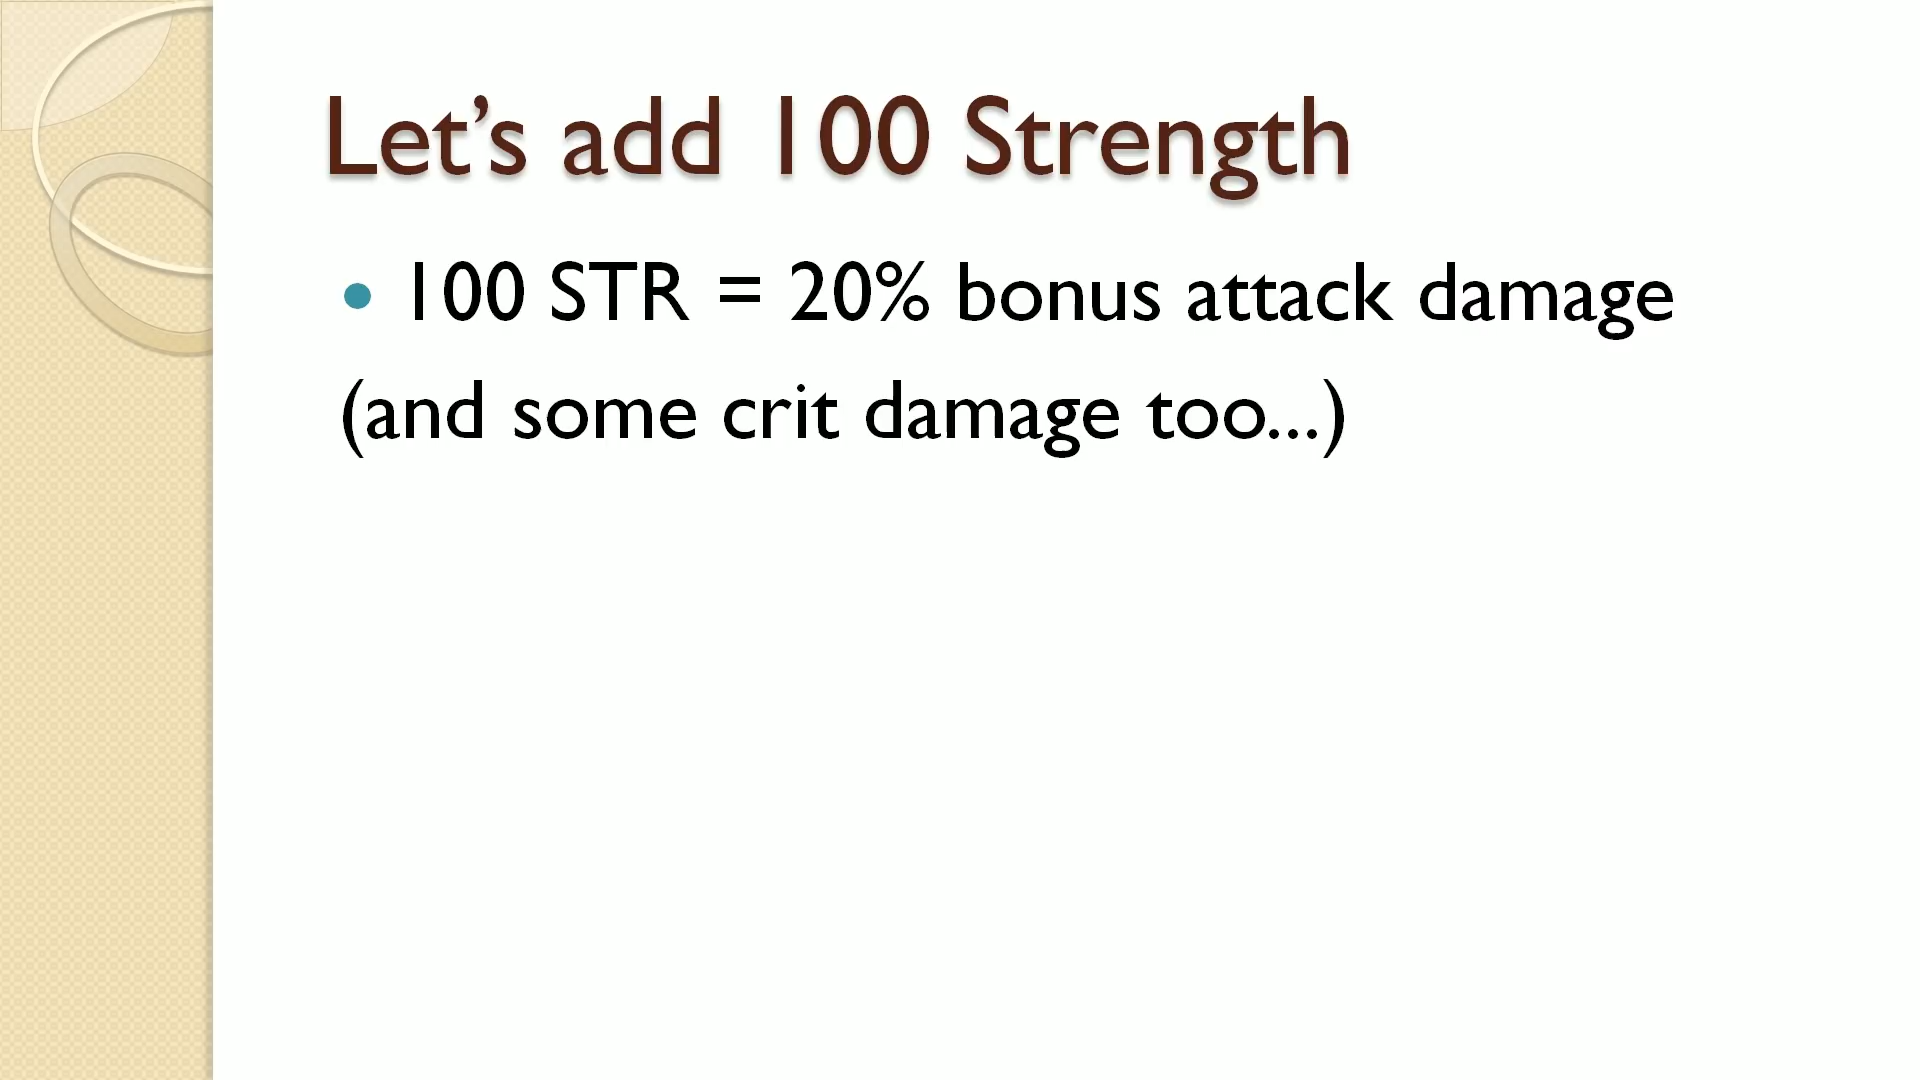 Let’s add 100 Strength
• 100 STR = 20% bonus attack damage
(and some crit damage too...)